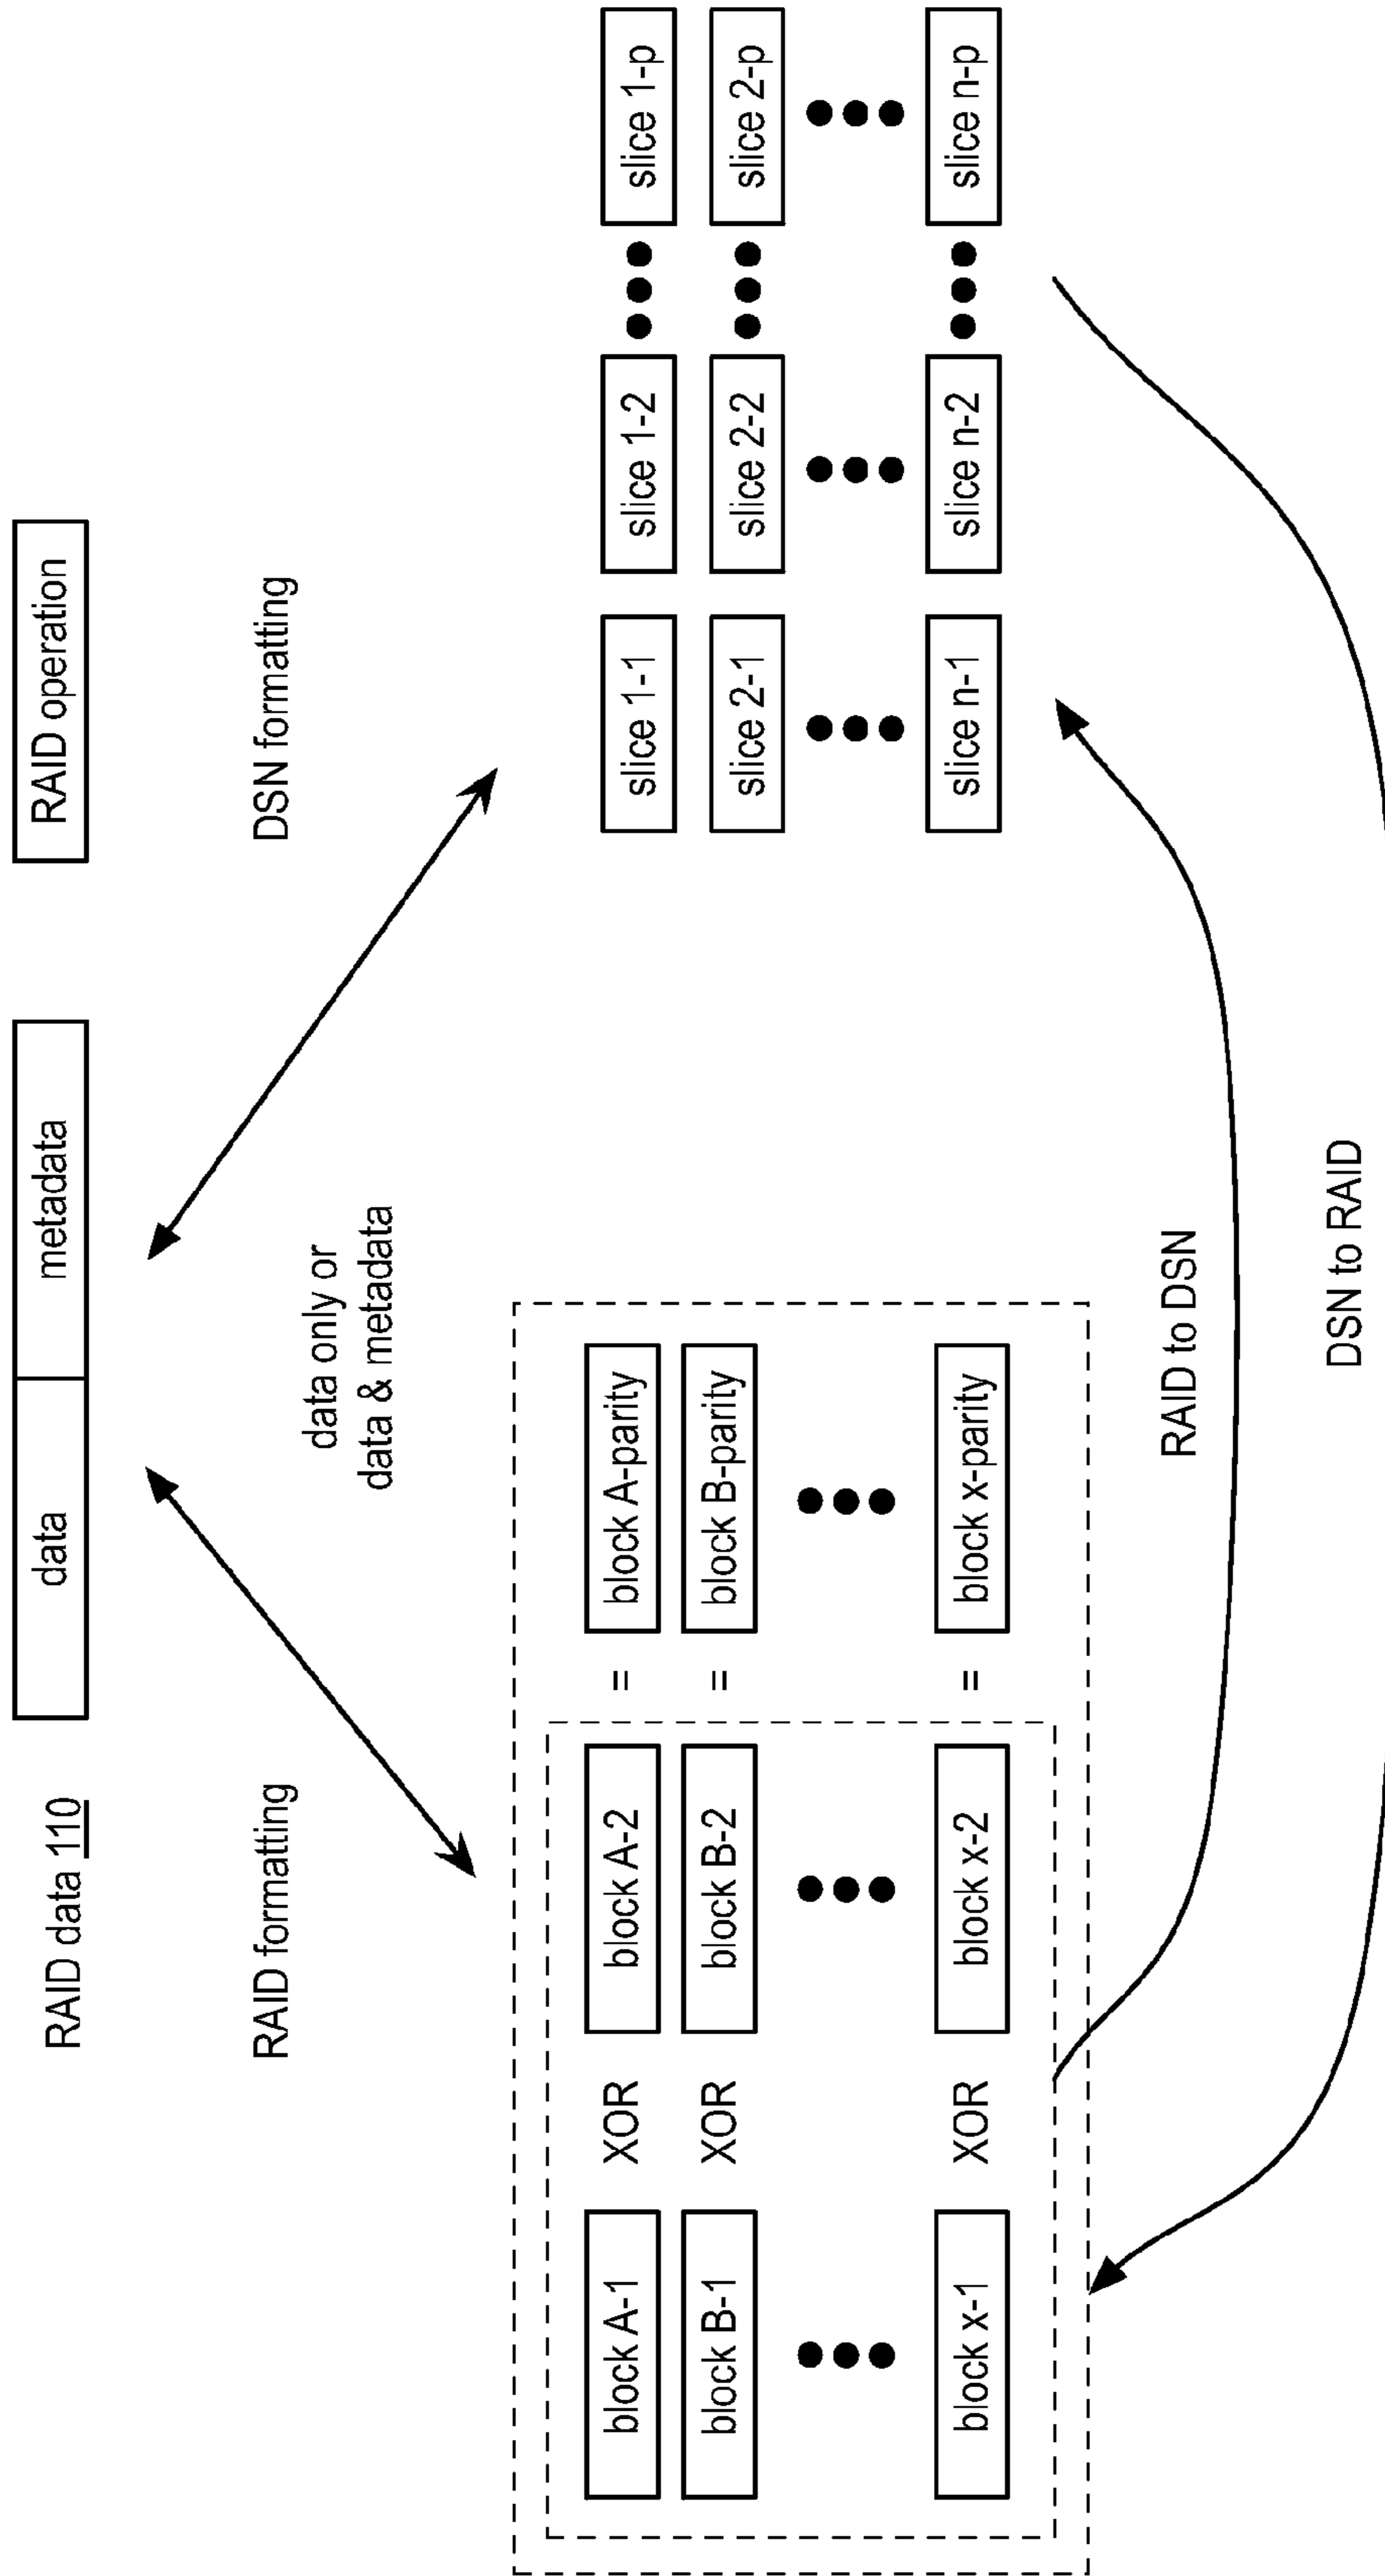 RAID data 110
data
metadata
RAID operation
RAID formatting
DSN formatting
data only or
data & metadata
block A-1
XOR
block A-2
=
block A-parity
block B-1
XOR
block B-2
=
block B-parity
block x-1
XOR
block x-2
=
block x-parity
slice 1-1
slice 1-2
slice 1-p
slice 2-1
slice 2-2
slice 2-p
slice n-1
slice n-2
slice n-p
RAID to DSN
DSN to RAID